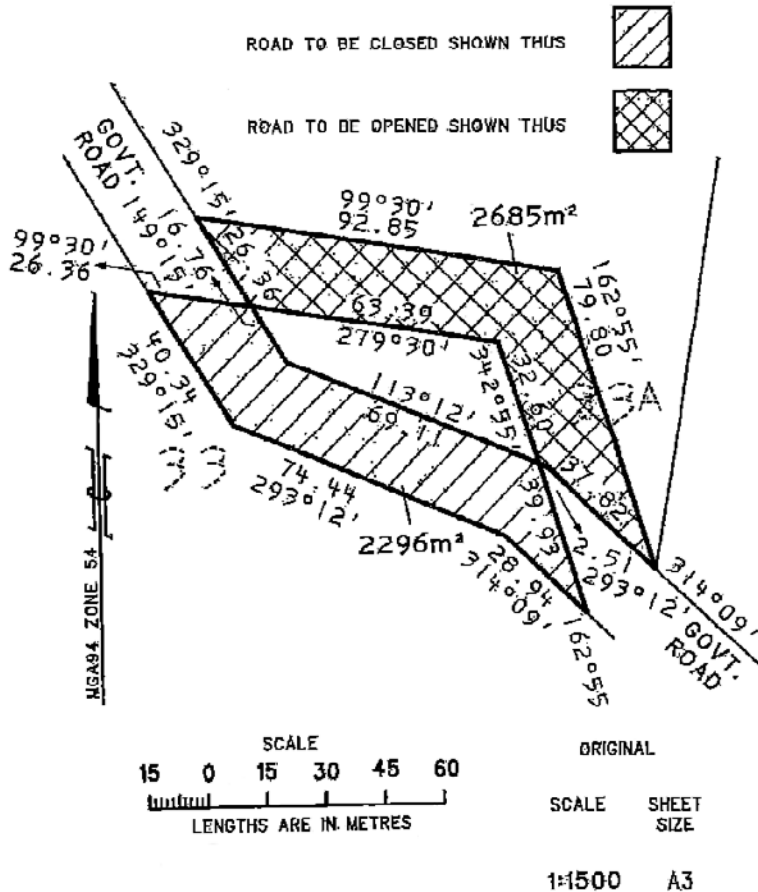 ROAD TO BE CLOSED SHOWN THUS
ROAD TO BE OPENED SHOWN THUS
GOVT.
ROAD
329°15'
149°15'
16.76
26.36
99°30'
92.85
2685m²
99°30'
26.36
63.30
279°30'
162°55'
79.80
40.34
329°15'
342°55'
32.60
A
113°12'
69.11
37.82
33
74.44
293°12'
39.93
2296m²
2.51
293°12'
28.94
314°09'
314°09'
GOVT.
ROAD
162°55
MGA94 ZONE 54
SCALE
15 0 15 30 45 60
LENGTHS ARE IN METRES
ORIGINAL
SCALE SHEET
SIZE
1:1500 A3